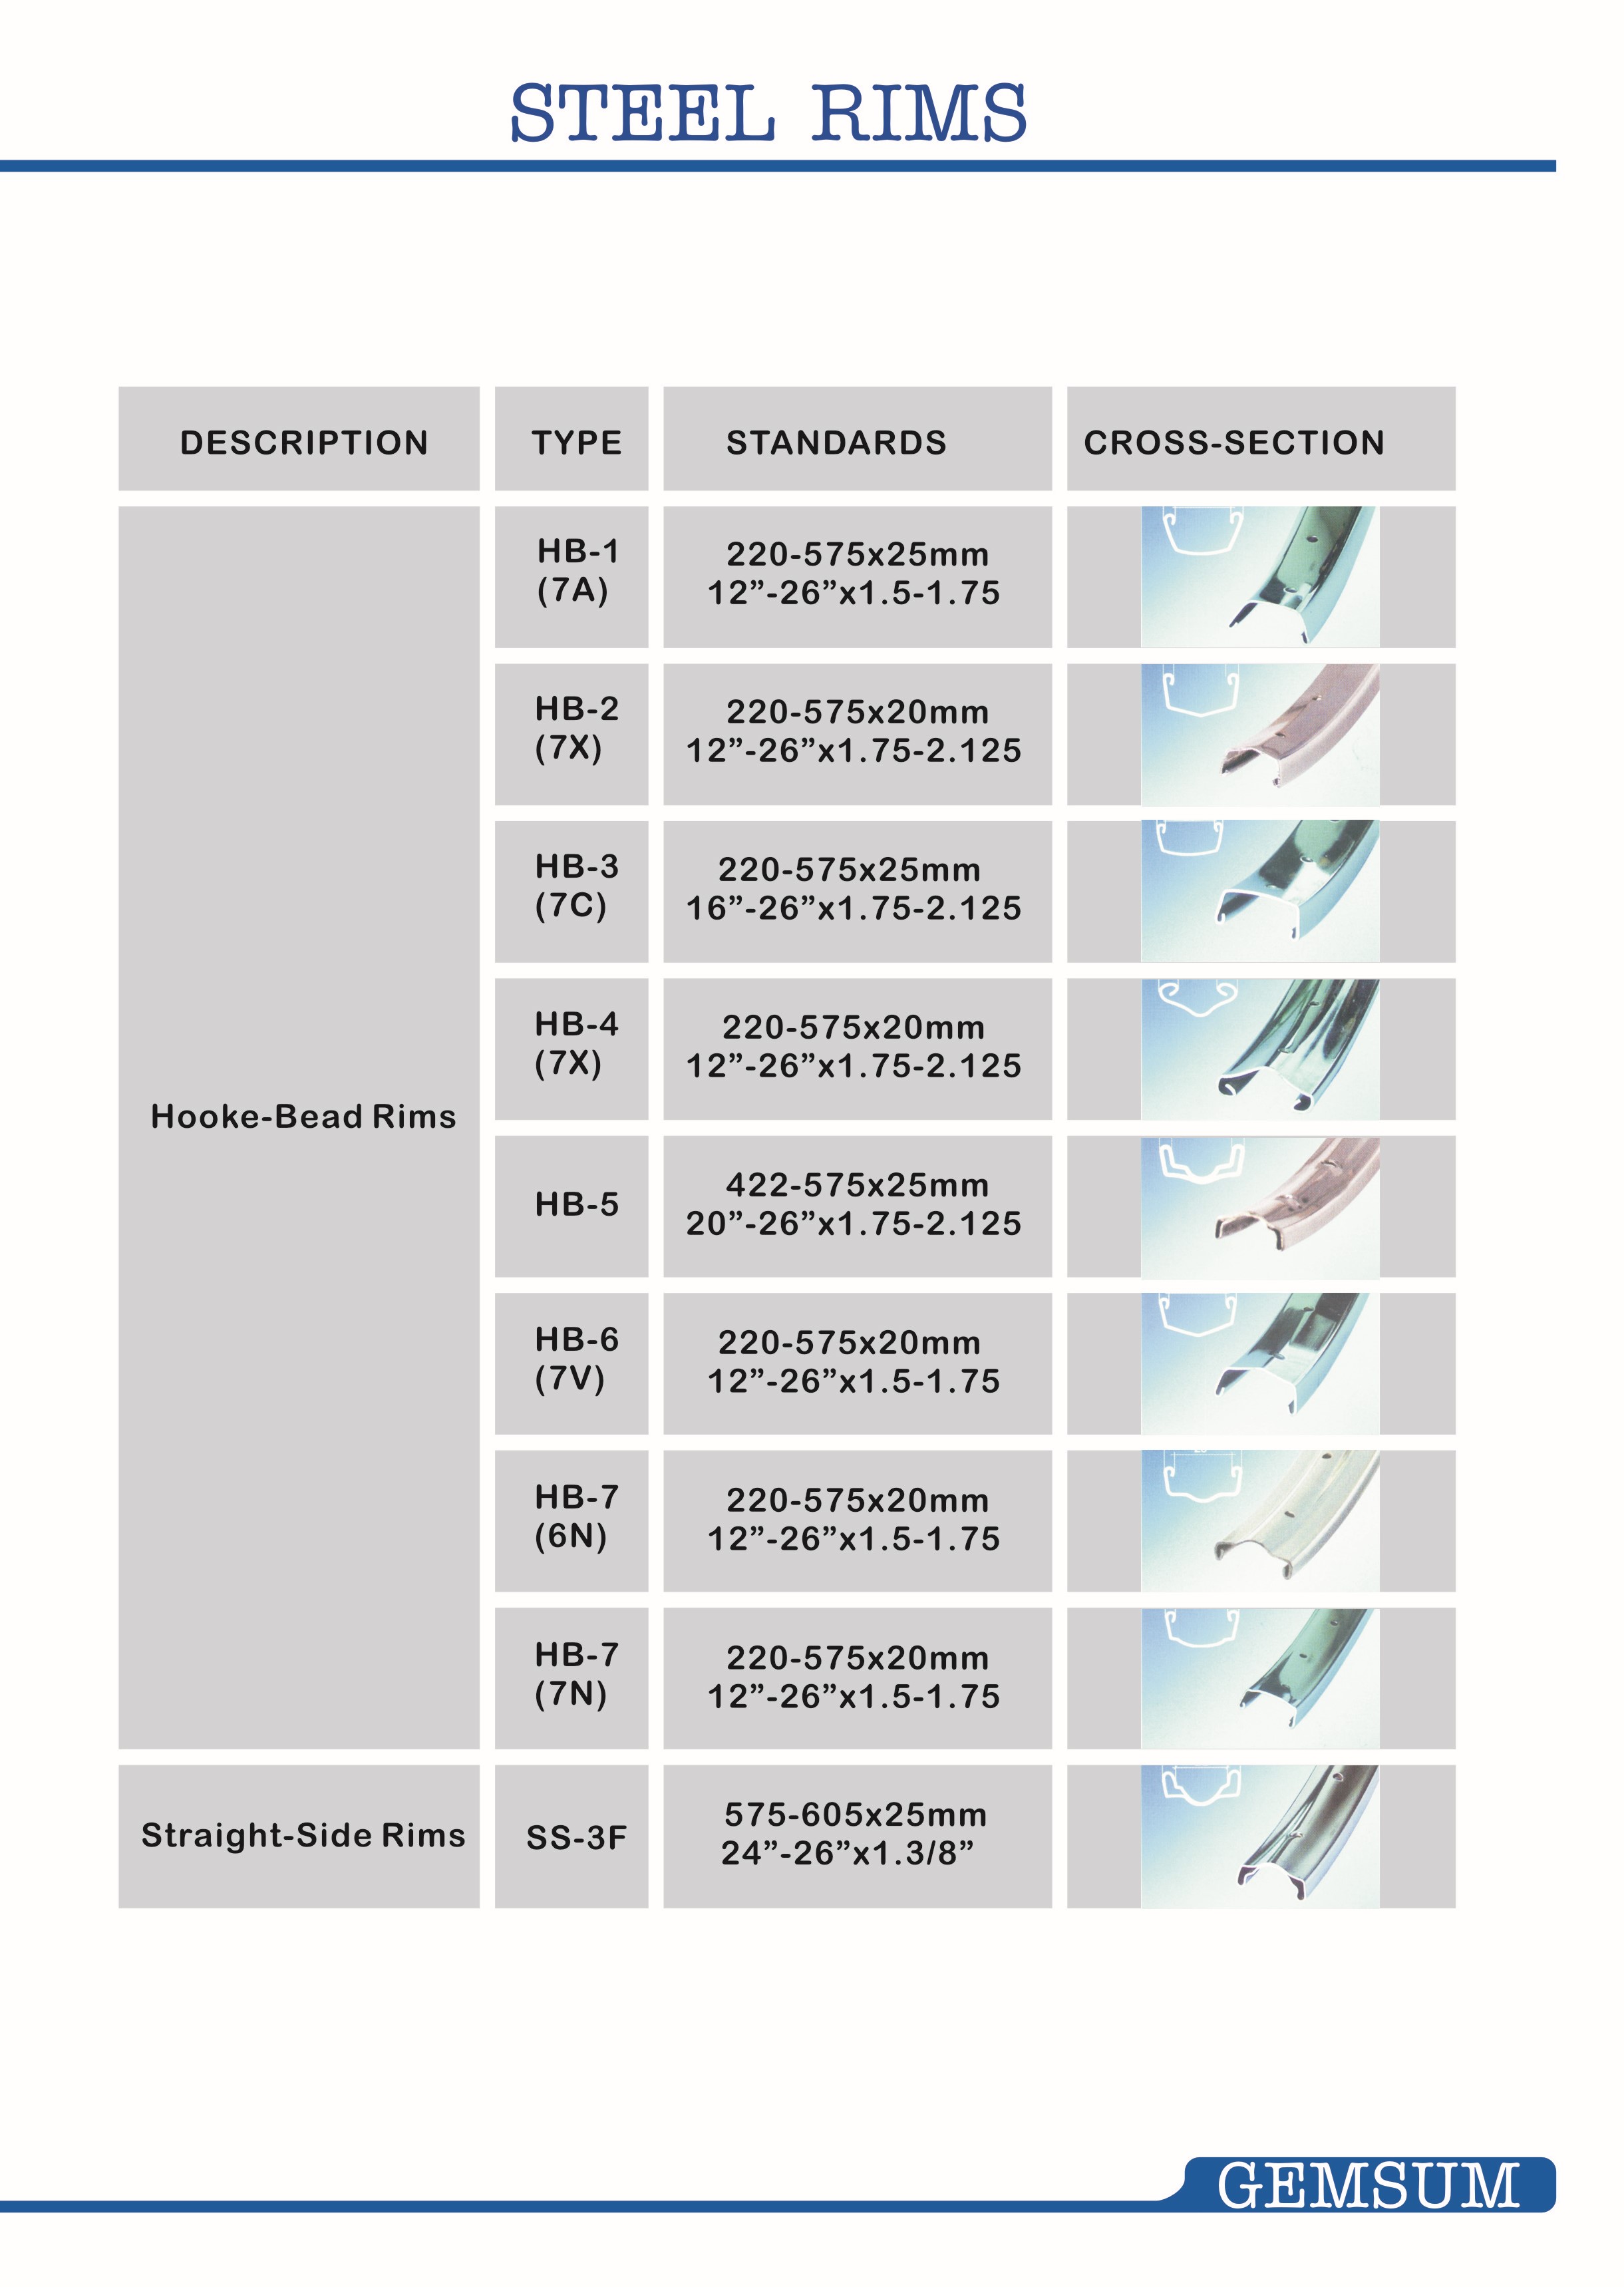 STEEL RIMS
DESCRIPTION
TYPE
STANDARDS
CROSS-SECTION
Hooke-Bead Rims
HB-1
(7A)
220-575x25mm
12”-26”x1.5-1.75
HB-2
(7X)
220-575x20mm
12”-26”x1.75-2.125
HB-3
(7C)
220-575x25mm
16”-26”x1.75-2.125
HB-4
(7X)
220-575x20mm
12”-26”x1.75-2.125
HB-5
422-575x25mm
20”-26”x1.75-2.125
HB-6
(7V)
220-575x20mm
12”-26”x1.5-1.75
HB-7
(6N)
220-575x20mm
12”-26”x1.5-1.75
HB-7
(7N)
220-575x20mm
12”-26”x1.5-1.75
Straight-Side Rims
SS-3F
575-605x25mm
24”-26”x1.3/8”
GEMSUM